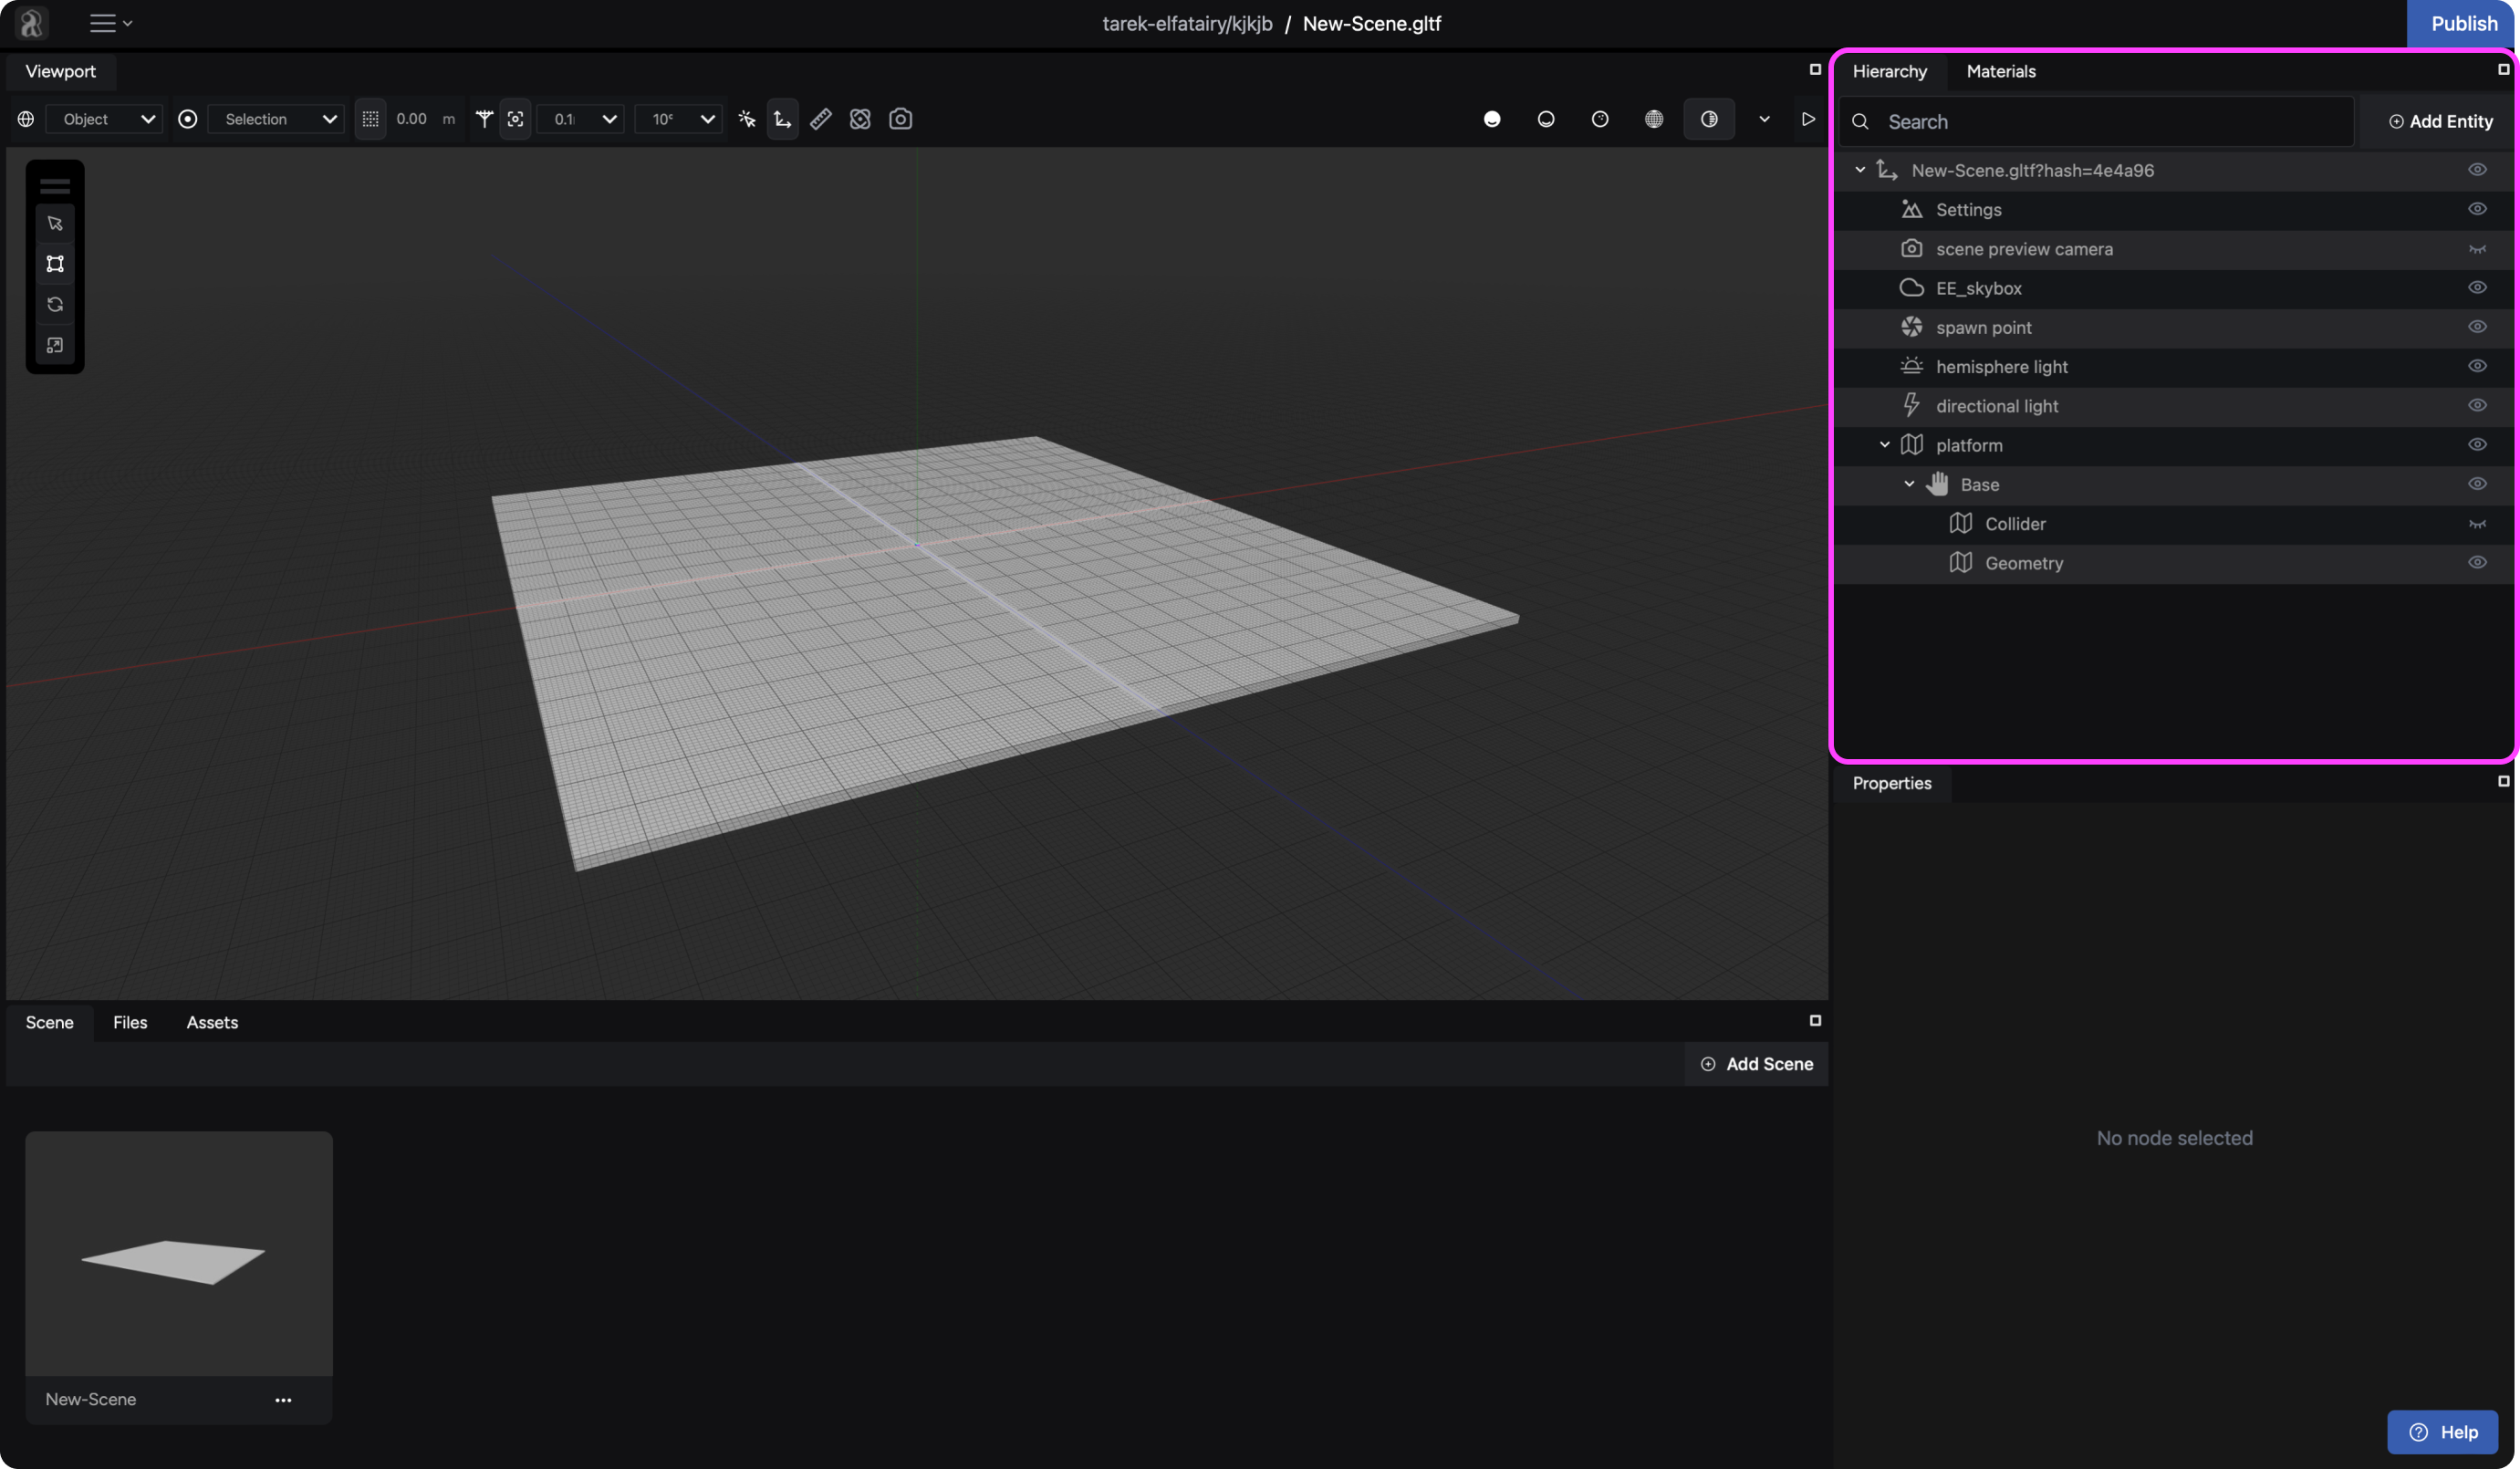 tarek-elfatairy/kjkjb / New-Scene.gltf
Publish
Viewport
Object
Selection
0.00 m
0.1
10°
Hierarchy
Materials
Search
Add Entity
New-Scene.gltf?hash=4e4a96
Settings
scene preview camera
EE_skybox
spawn point
hemisphere light
directional light
platform
Base
Collider
Geometry
Properties
No node selected
Scene
Files
Assets
Add Scene
New-Scene
Help